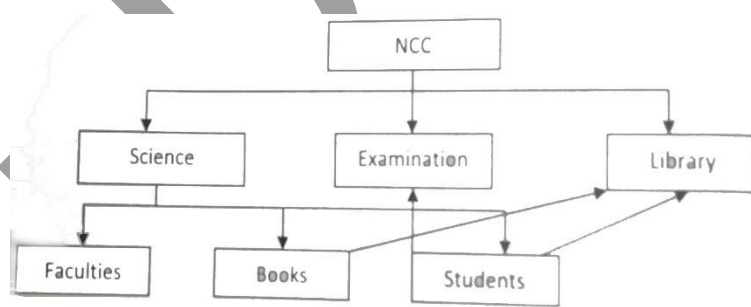 NCC
Science
Examination
Library
Faculties
Books
Students